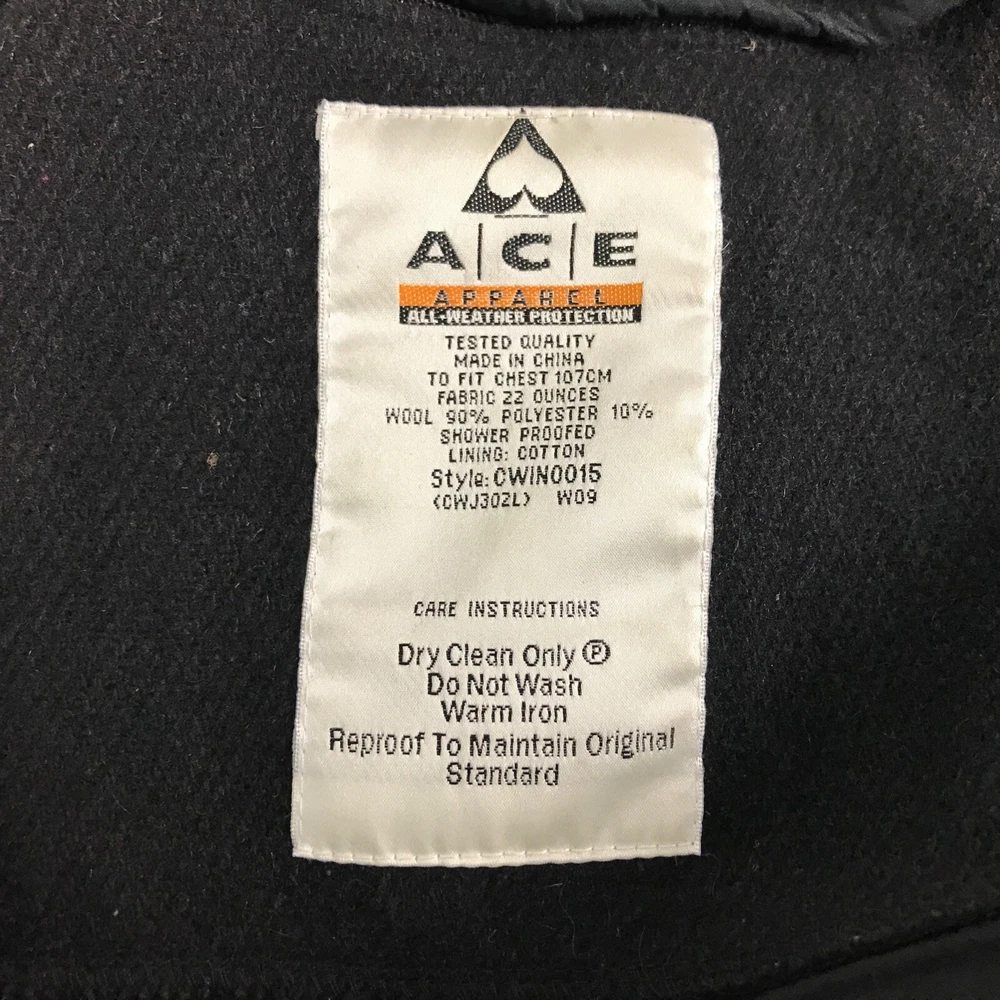 A|C|E
APPAREL
ALL-WEATHER PROTECTION
TESTED QUALITY
MADE IN CHINA
TO FIT CHEST 107CM
FABRIC 22 OUNCES
WOOL 90% POLYESTER 10%
SHOWER PROOFED
LINING: COTTON
Style: CWIN0015
(CWJ302L) W09
CARE INSTRUCTIONS
Dry Clean Only Ⓟ
Do Not Wash
Warm Iron
Reproof To Maintain Original
Standard